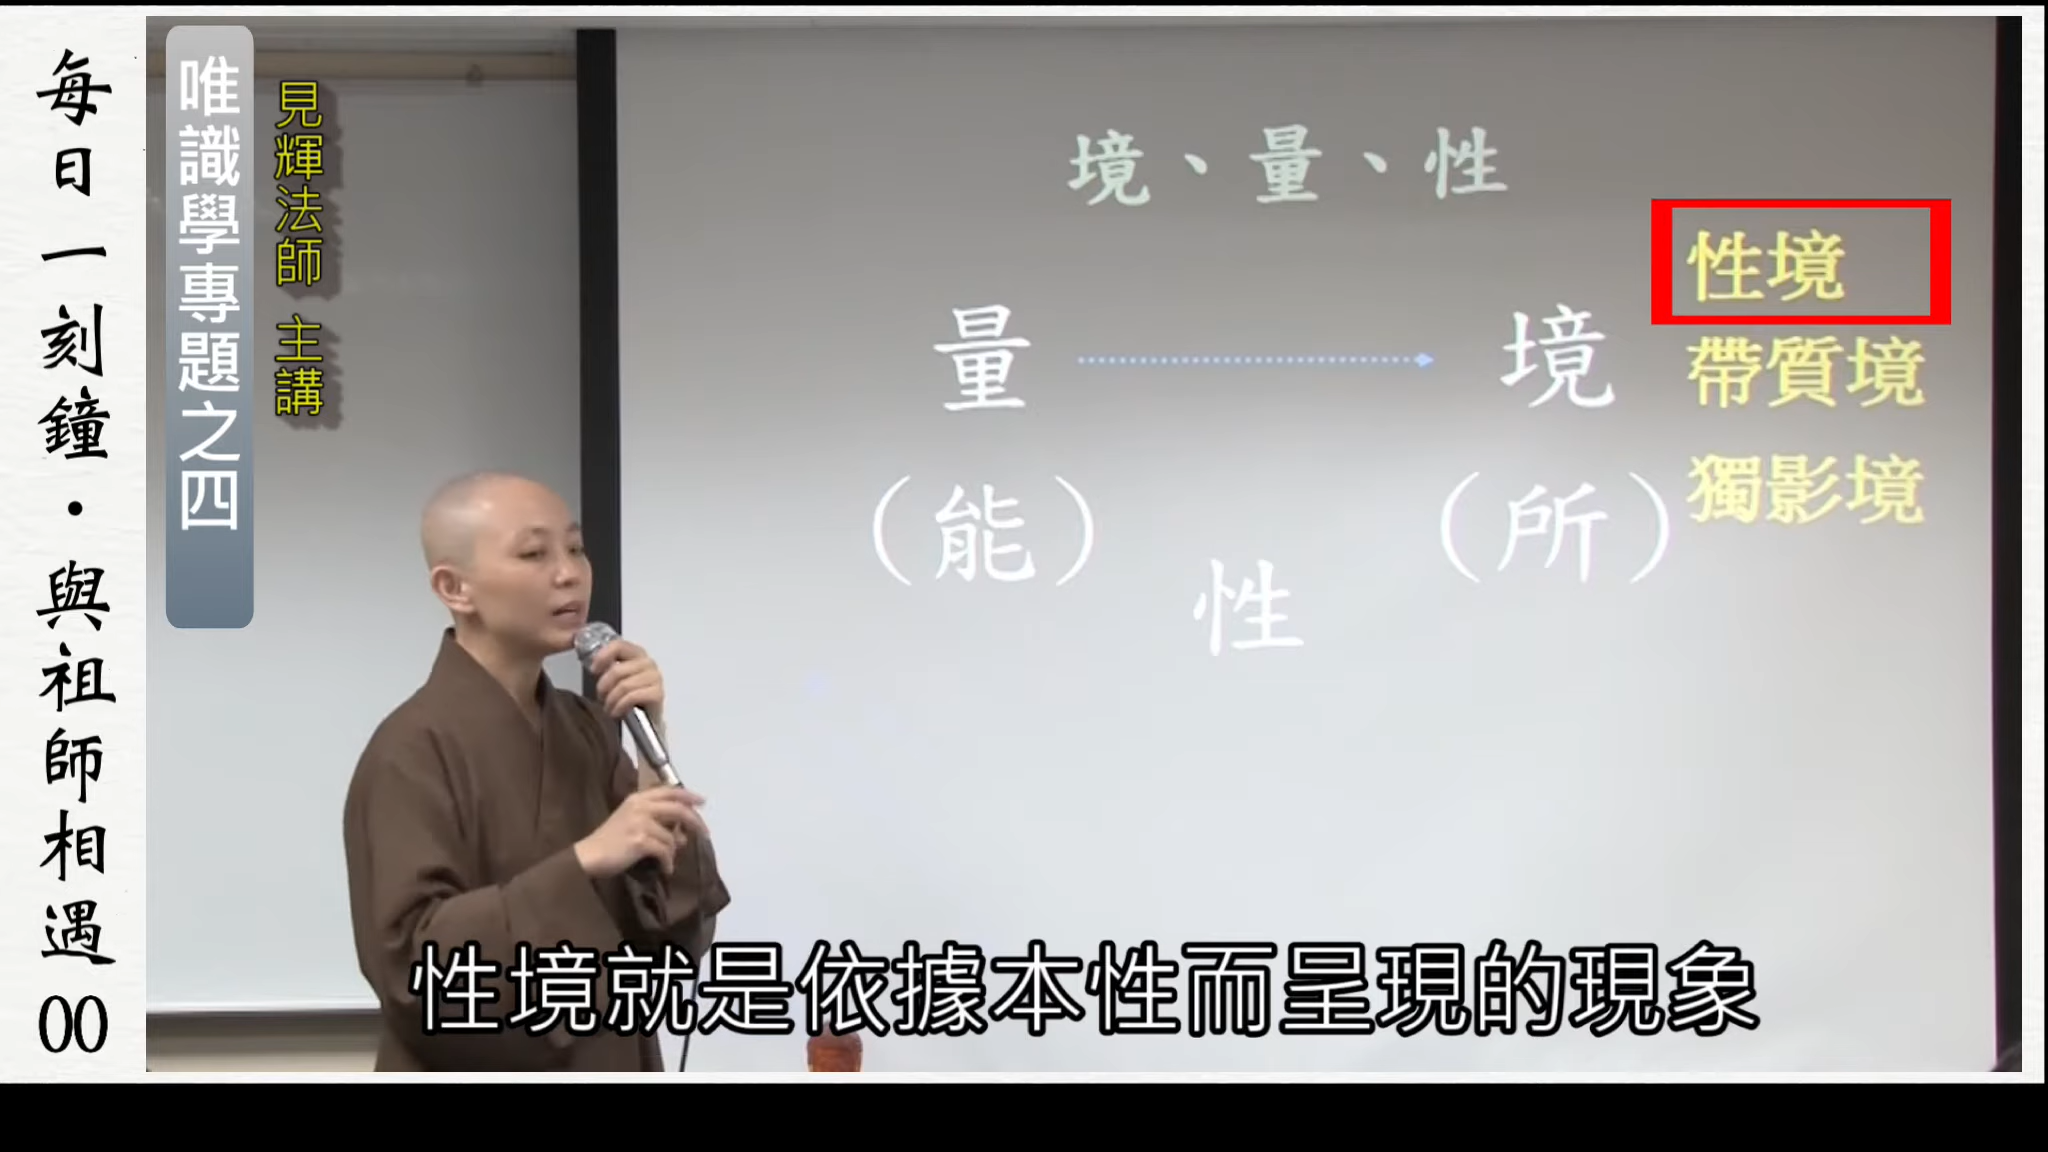 每日一刻鐘·與祖師相遇 00
唯識學專題之四
見輝法師 主講
境、量、性
量
境
(能)
(所)
性
性境
帶質境
獨影境
性境就是依據本性而呈現的現象